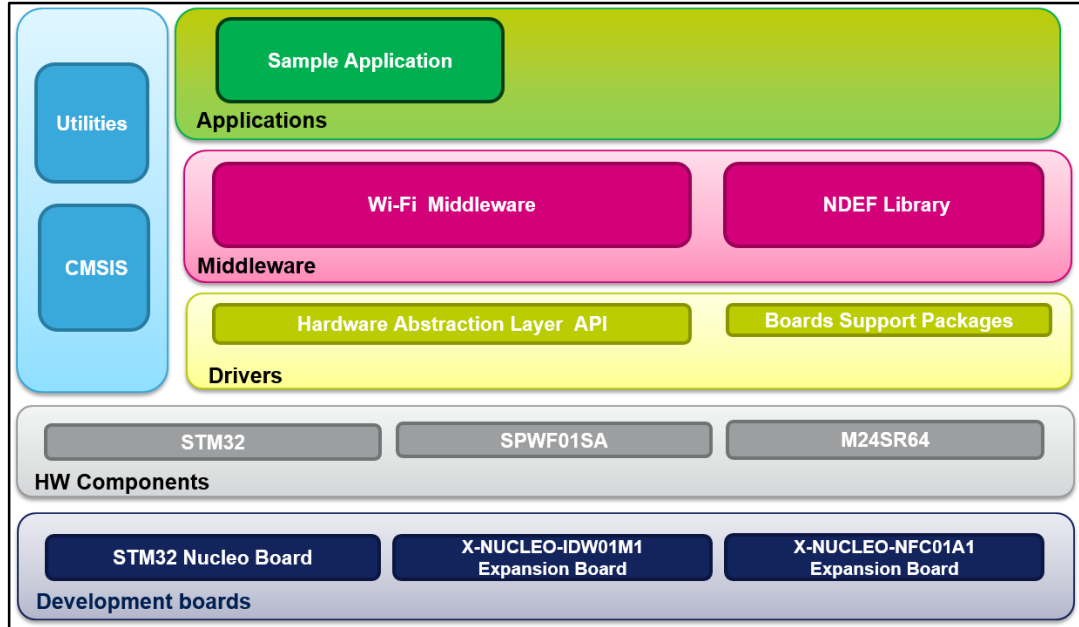 Utilities
CMSIS
Sample Application
Applications
Wi-Fi Middleware
NDEF Library
Middleware
Hardware Abstraction Layer API
Boards Support Packages
Drivers
STM32
SPWF01SA
M24SR64
HW Components
STM32 Nucleo Board
X-NUCLEO-IDW01M1
Expansion Board
X-NUCLEO-NFC01A1
Expansion Board
Development boards